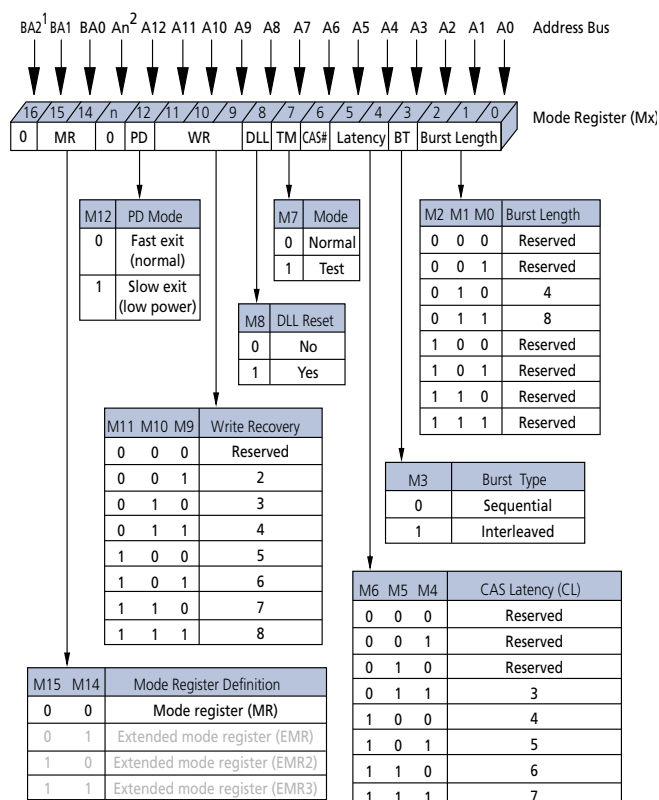 BA2¹ BA1 BA0 An² A12 A11 A10 A9 A8 A7 A6 A5 A4 A3 A2 A1 A0 Address Bus
16 15 14 n 12 11 10 9 8 7 6 5 4 3 2 1 0 Mode Register (Mx)
0 MR 0 PD WR DLL TM CAS# Latency BT Burst Length
M12 PD Mode
0 Fast exit
(normal)
1 Slow exit
(low power)
M7 Mode
0 Normal
1 Test
M2 M1 M0 Burst Length
0 0 0 Reserved
0 0 1 Reserved
0 1 0 4
0 1 1 8
1 0 0 Reserved
1 0 1 Reserved
1 1 0 Reserved
1 1 1 Reserved
M8 DLL Reset
0 No
1 Yes
M11 M10 M9 Write Recovery
0 0 0 Reserved
0 0 1 2
0 1 0 3
0 1 1 4
1 0 0 5
1 0 1 6
1 1 0 7
1 1 1 8
M3 Burst Type
0 Sequential
1 Interleaved
M6 M5 M4 CAS Latency (CL)
0 0 0 Reserved
0 0 1 Reserved
0 1 0 Reserved
0 1 1 3
1 0 0 4
1 0 1 5
1 1 0 6
1 1 1 7
M15 M14 Mode Register Definition
0 0 Mode register (MR)
0 1 Extended mode register (EMR)
1 0 Extended mode register (EMR2)
1 1 Extended mode register (EMR3)